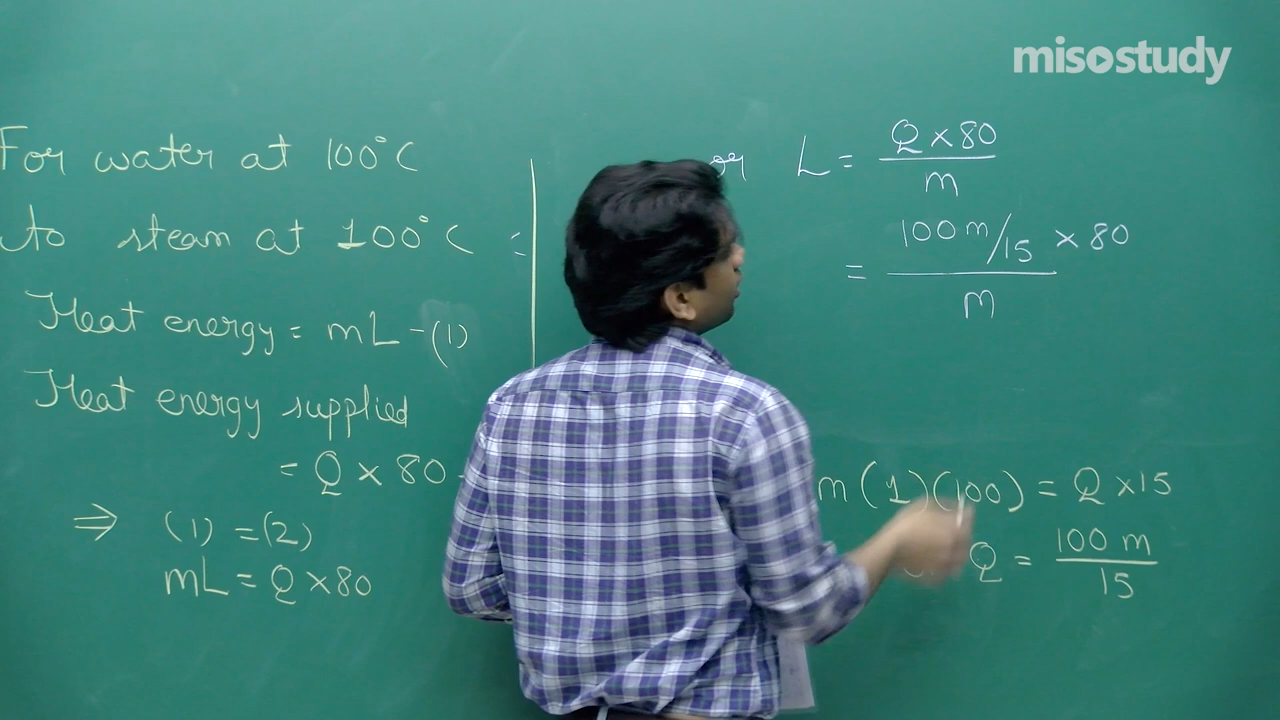 misostudy
For water at 100°C
to steam at 100°C
Heat energy = mL -(1)
Heat energy supplied
= Q × 80
⇒ (1) = (2)
mL = Q × 80
or L = Q × 80
m
= 100 m/15 × 80
m
m (1)(100) = Q × 15
Q = 100 m
15